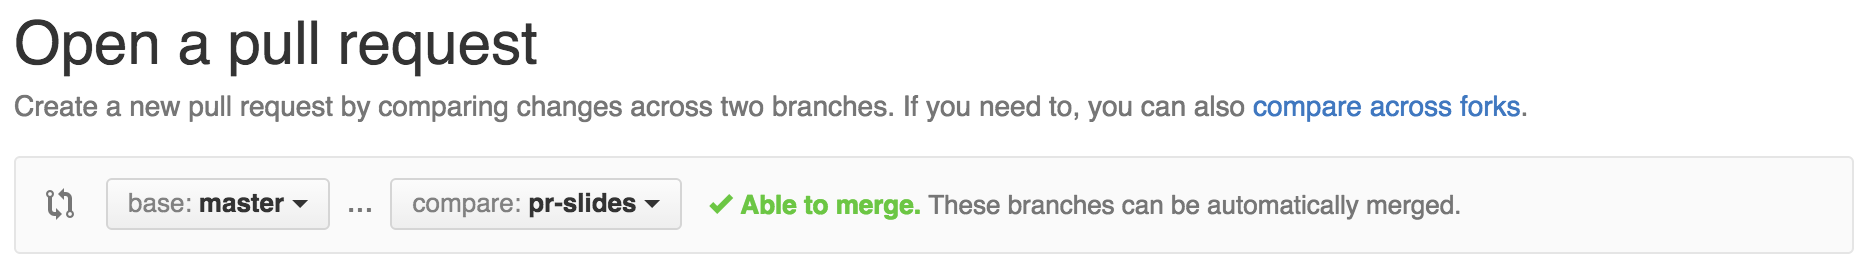 Open a pull request
Create a new pull request by comparing changes across two branches. If you need to, you can also compare across forks.
base: master ... compare: pr-slides Able to merge. These branches can be automatically merged.